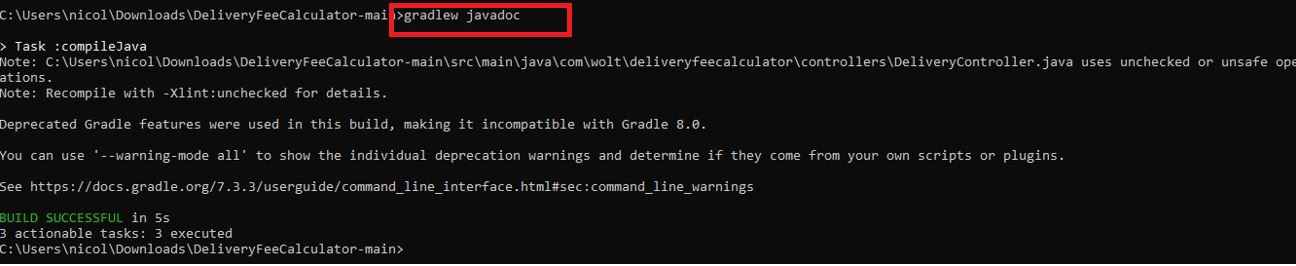 C:\Users\nicol\Downloads\DeliveryFeeCalculator-main>gradlew javadoc
> Task :compileJava
Note: C:\Users\nicol\Downloads\DeliveryFeeCalculator-main\src\main\java\com\wolt\deliveryfeecalculator\controllers\DeliveryController.java uses unchecked or unsafe ope
ations.
Note: Recompile with -Xlint:unchecked for details.
Deprecated Gradle features were used in this build, making it incompatible with Gradle 8.0.
You can use '--warning-mode all' to show the individual deprecation warnings and determine if they come from your own scripts or plugins.
See https://docs.gradle.org/7.3.3/userguide/command_line_interface.html#sec:command_line_warnings
BUILD SUCCESSFUL in 5s
3 actionable tasks: 3 executed
C:\Users\nicol\Downloads\DeliveryFeeCalculator-main>